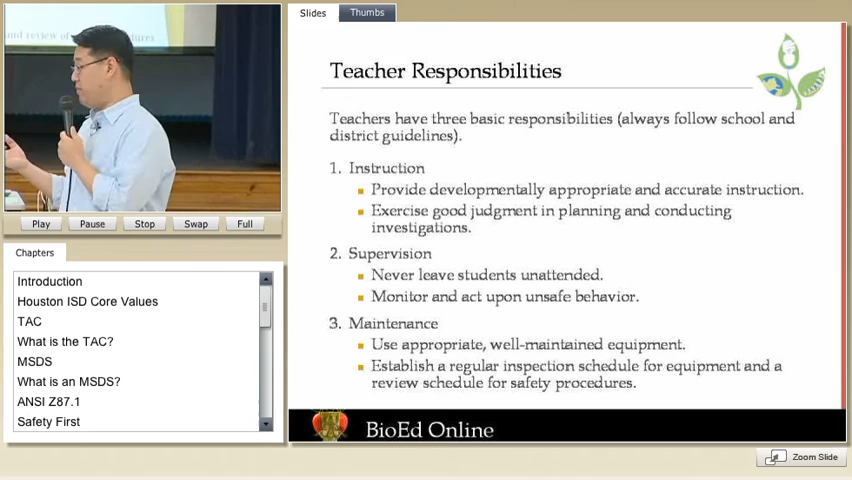 and review of
tures
Play
Pause
Stop
Swap
Full
Chapters
Introduction
Houston ISD Core Values
TAC
What is the TAC?
MSDS
What is an MSDS?
ANSI Z87.1
Safety First
Slides
Thumbs
Teacher Responsibilities
Teachers have three basic responsibilities (always follow school and
district guidelines).
1. Instruction
Provide developmentally appropriate and accurate instruction.
Exercise good judgment in planning and conducting
investigations.
2. Supervision
Never leave students unattended.
Monitor and act upon unsafe behavior.
3. Maintenance
Use appropriate, well-maintained equipment.
Establish a regular inspection schedule for equipment and a
review schedule for safety procedures.
BioEd Online
Zoom Slide